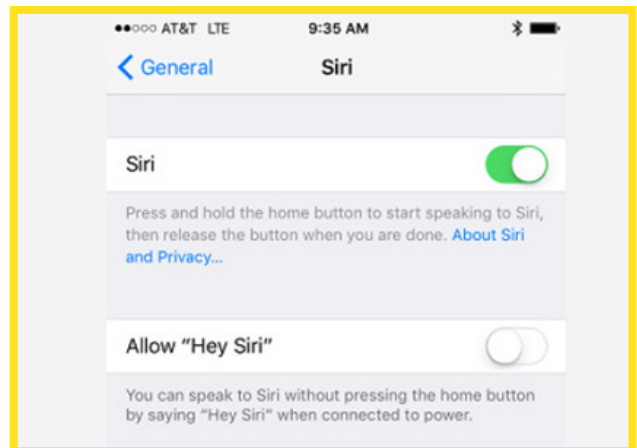 AT&T LTE 9:35 AM
General Siri
Siri
Press and hold the home button to start speaking to Siri,
then release the button when you are done. About Siri
and Privacy...
Allow “Hey Siri”
You can speak to Siri without pressing the home button
by saying “Hey Siri” when connected to power.